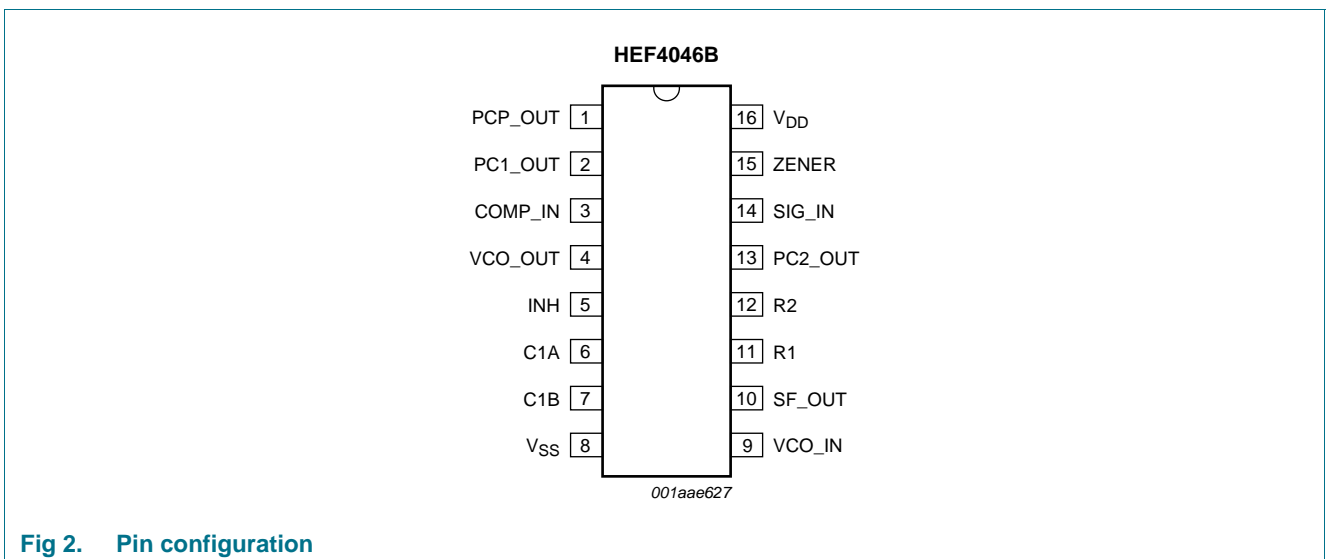 HEF4046B
PCP_OUT 1 16 VDD
PC1_OUT 2 15 ZENER
COMP_IN 3 14 SIG_IN
VCO_OUT 4 13 PC2_OUT
INH 5 12 R2
C1A 6 11 R1
C1B 7 10 SF_OUT
VSS 8 9 VCO_IN
001aae627
Fig 2. Pin configuration